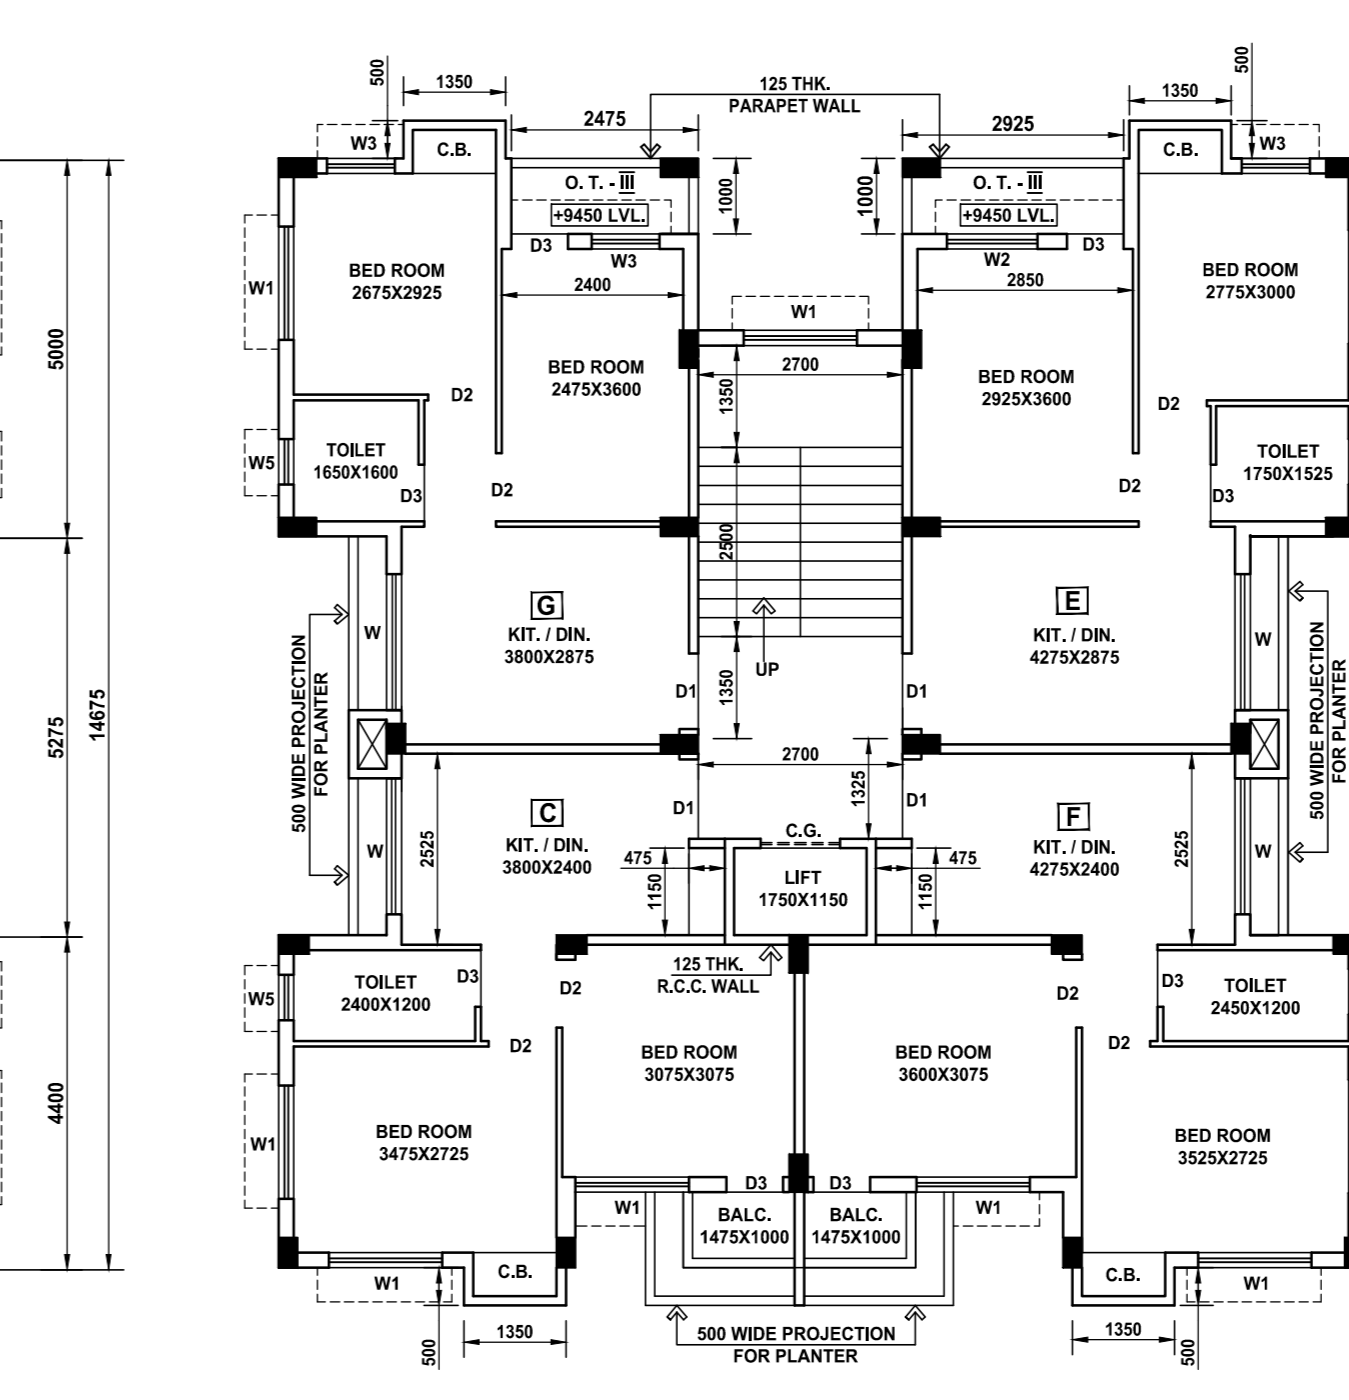 500
1350
125 THK.
PARAPET WALL
500
1350
2475
2925
W3
C.B.
C.B.
W3
O. T. - III
+9450 LVL.
1000
1000
O. T. - III
+9450 LVL.
D3
W3
W2
D3
BED ROOM
2675X2925
2400
2850
BED ROOM
2775X3000
W1
W1
5000
BED ROOM
2475X3600
2700
1350
BED ROOM
2925X3600
D2
D2
TOILET
1650X1600
W5
D3
D2
D2
TOILET
1750X1525
D3
2500
G
KIT. / DIN.
3800X2875
E
KIT. / DIN.
4275X2875
W
W
500 WIDE PROJECTION
FOR PLANTER
500 WIDE PROJECTION
FOR PLANTER
UP
1350
D1
D1
5275
14675
2700
1325
D1
D1
C
KIT. / DIN.
3800X2400
F
KIT. / DIN.
4275X2400
2525
2525
W
W
C.G.
475
475
1150
1150
LIFT
1750X1150
125 THK.
R.C.C. WALL
TOILET
2400X1200
W5
D3
D2
D2
D3
TOILET
2450X1200
D2
D2
BED ROOM
3075X3075
BED ROOM
3600X3075
4400
W1
BED ROOM
3475X2725
BED ROOM
3525X2725
D3
D3
W1
W1
BALC.
1475X1000
BALC.
1475X1000
W1
C.B.
C.B.
W1
500
1350
500 WIDE PROJECTION
FOR PLANTER
1350
500